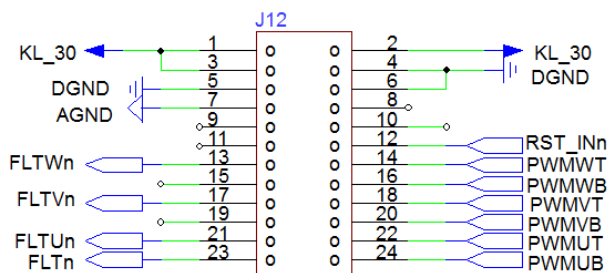 J12
KL_30 1 2 KL_30
3 4
DGND 5 6 DGND
AGND 7 8
9 10
11 12 RST_INn
FLTWn 13 14 PWMWT
15 16 PWMWB
FLTVn 17 18 PWMVT
19 20 PWMVB
FLTUn 21 22 PWMUT
FLTn 23 24 PWMUB